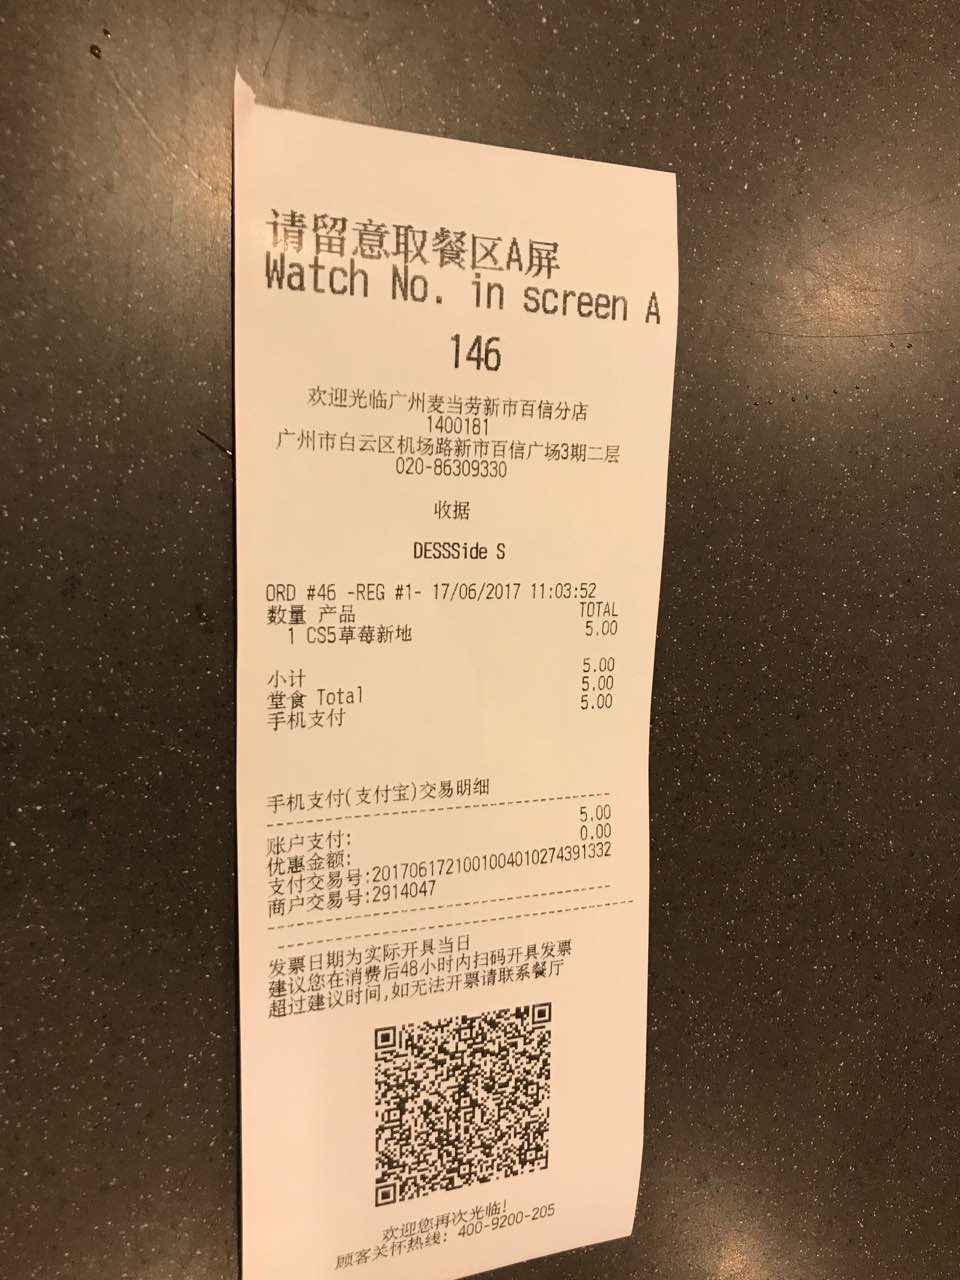 请留意取餐区A屏
Watch No. in screen A
146
欢迎光临广州麦当劳新市百信分店
1400181
广州市白云区机场路新市百信广场3期二层
020-86309330
收据
DESSSide S
ORD #46 -REG #1- 17/06/2017 11:03:52
数量 产品 TOTAL
1 CS5草莓新地 5.00
小计 5.00
堂食 Total 5.00
手机支付 5.00
手机支付(支付宝)交易明细
账户支付: 5.00
优惠金额: 0.00
支付交易号:2017061721001004010274391332
商户交易号:2914047
发票日期为实际开具当日
建议您在消费后48小时内扫码开具发票
超过建议时间,如无法开票请联系餐厅
欢迎您再次光临!
顾客关怀热线: 400-9200-205